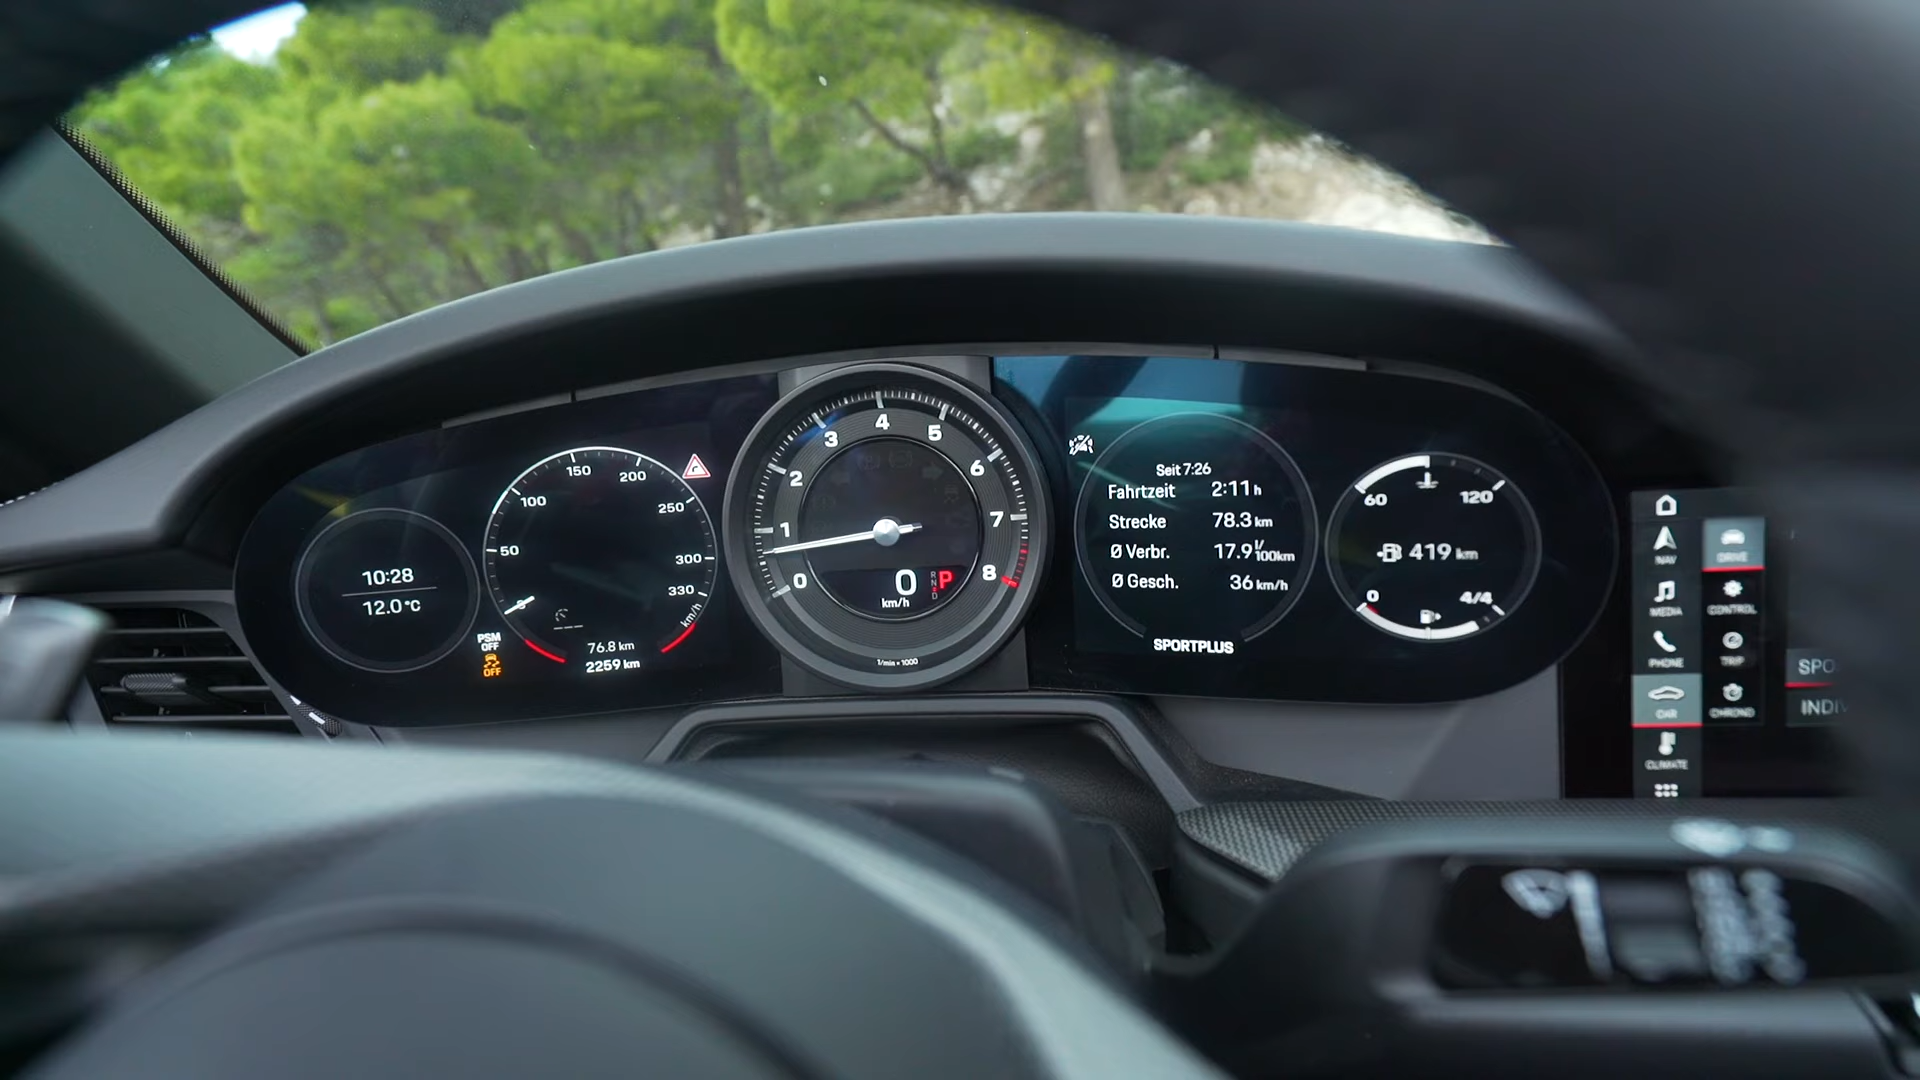 10:28
12.0°C
50
100
150
200
250
300
330
km/h
PSM
OFF
OFF
76.8 km
2259 km
0
1
2
3
4
5
6
7
8
0
km/h
R
N
D
P
1/min × 1000
Seit 7:26
Fahrtzeit 2:11 h
Strecke 78.3 km
Ø Verbr. 17.9 l/100km
Ø Gesch. 36 km/h
SPORTPLUS
60
120
419 km
0
4/4
NAV
MEDIA
PHONE
CAR
CLIMATE
DRIVE
CONTROL
TRIP
CHRONO
SPO
INDIV